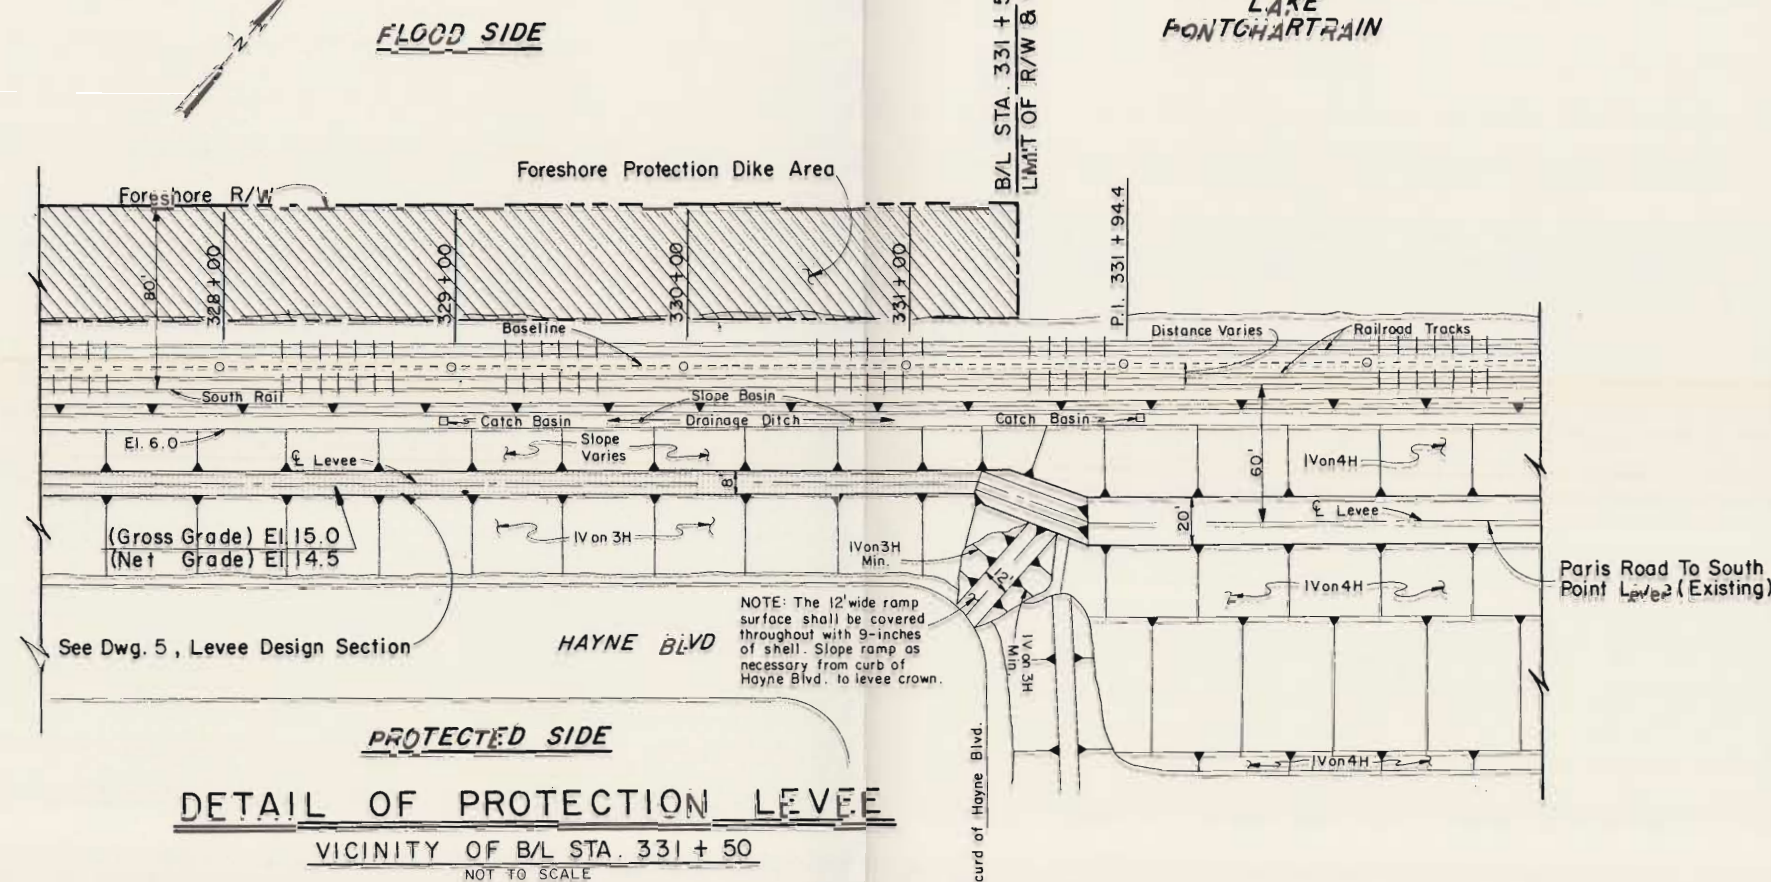 N
FLOOD SIDE
LAKE
PONTCHARTRAIN
B/L STA. 331 + 5
LIMIT OF R/W &
Foreshore R/W
Foreshore Protection Dike Area
80'
328 + 00
329 + 00
330 + 00
331 + 00
P.I. 331 + 94.4
Baseline
Distance Varies
Railroad Tracks
South Rail
Slope Basin
Catch Basin
Drainage Ditch
Catch Basin
El. 6.0
℄ Levee
Slope
Varies
8'
60'
1V on 4H
(Gross Grade) El. 15.0
(Net Grade) El. 14.5
1V on 3H
1V on 3H
Min.
12'
20'
℄ Levee
1V on 4H
Paris Road To South
Point Levee (Existing)
See Dwg. 5, Levee Design Section
HAYNE BLVD
NOTE: The 12' wide ramp
surface shall be covered
throughout with 9-inches
of shell. Slope ramp as
necessary from curb of
Hayne Blvd. to levee crown.
1V on 3H
Min.
1V on 4H
curd of Hayne Blvd.
PROTECTED SIDE
DETAIL OF PROTECTION LEVEE
VICINITY OF B/L STA. 331 + 50
NOT TO SCALE